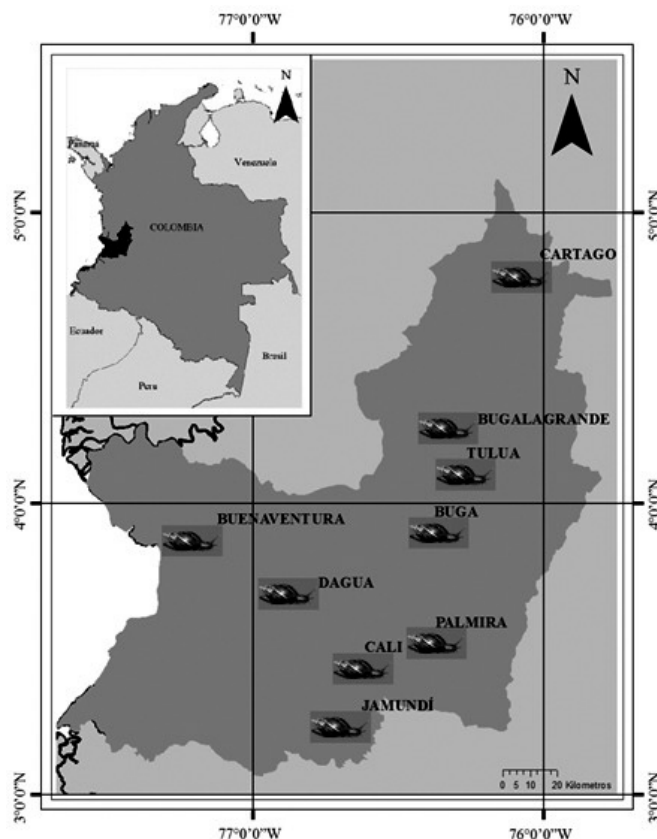 77°0'0"W
76°0'0"W
N
Panama
Venezuela
COLOMBIA
Ecuador
Brasil
Peru
N
5°0'0"N
5°0'0"N
CARTAGO
BUGALAGRANDE
TULUA
4°0'0"N
4°0'0"N
BUENAVENTURA
BUGA
DAGUA
PALMIRA
CALI
JAMUNDÍ
0 5 10 20 Kilometros
3°0'0"N
3°0'0"N
77°0'0"W
76°0'0"W